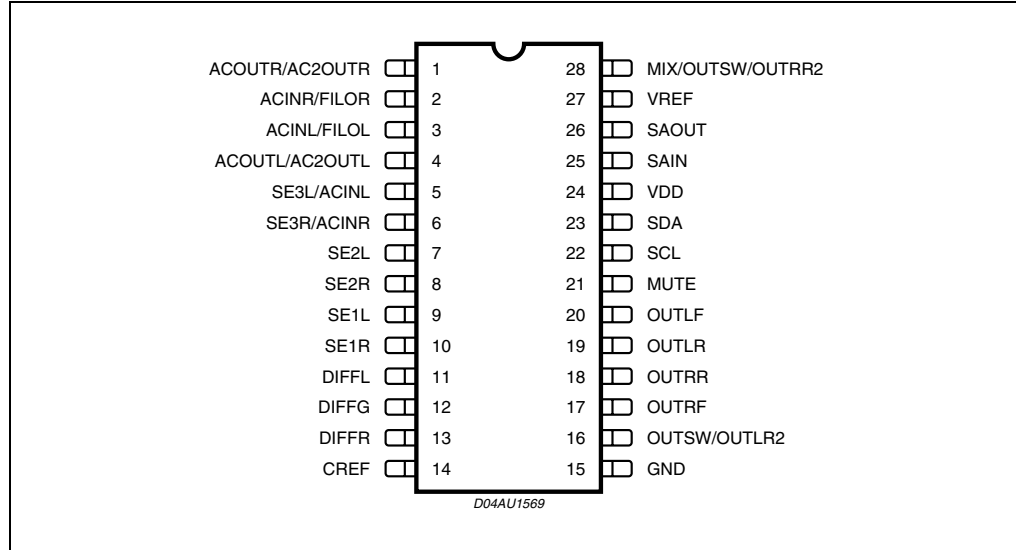 ACOUTR/AC2OUTR 1 28 MIX/OUTSW/OUTRR2
ACINR/FILOR 2 27 VREF
ACINL/FILOL 3 26 SAOUT
ACOUTL/AC2OUTL 4 25 SAIN
SE3L/ACINL 5 24 VDD
SE3R/ACINR 6 23 SDA
SE2L 7 22 SCL
SE2R 8 21 MUTE
SE1L 9 20 OUTLF
SE1R 10 19 OUTLR
DIFFL 11 18 OUTRR
DIFFG 12 17 OUTRF
DIFFR 13 16 OUTSW/OUTLR2
CREF 14 15 GND
D04AU1569